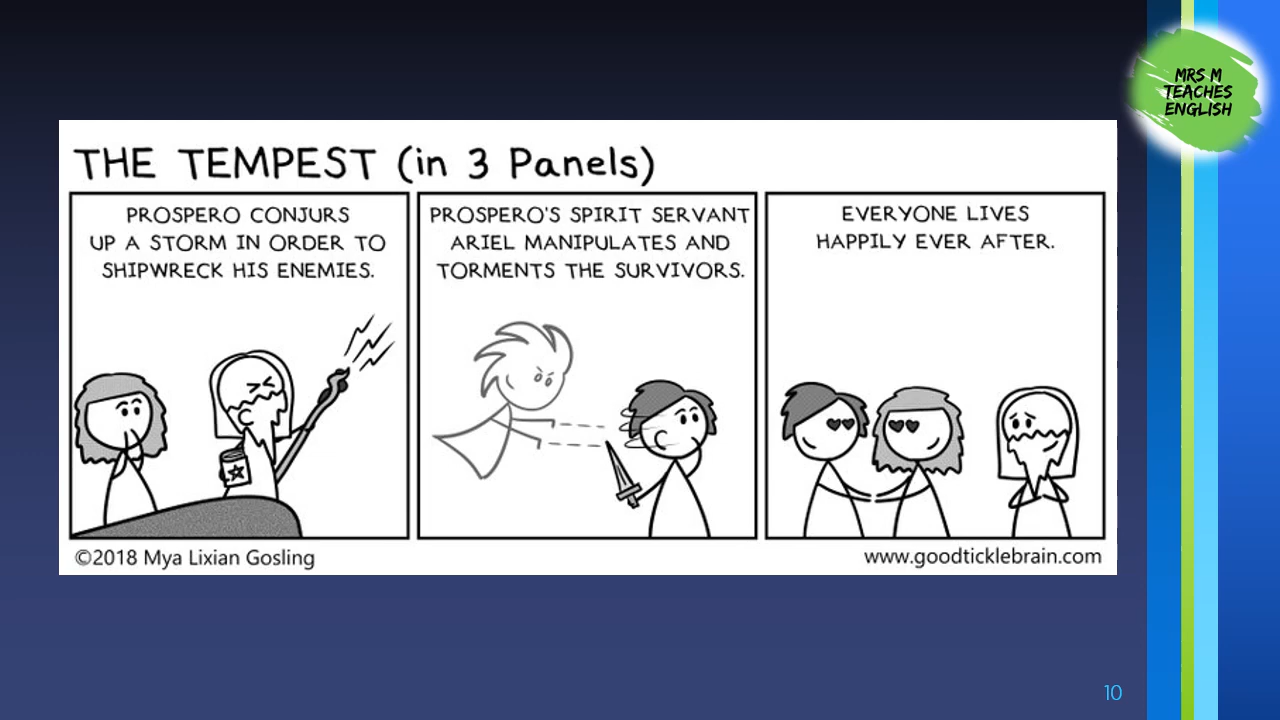 MRS M
TEACHES
ENGLISH
THE TEMPEST (in 3 Panels)
PROSPERO CONJURS
UP A STORM IN ORDER TO
SHIPWRECK HIS ENEMIES.
PROSPERO'S SPIRIT SERVANT
ARIEL MANIPULATES AND
TORMENTS THE SURVIVORS.
EVERYONE LIVES
HAPPILY EVER AFTER.
©2018 Mya Lixian Gosling
www.goodticklebrain.com
10